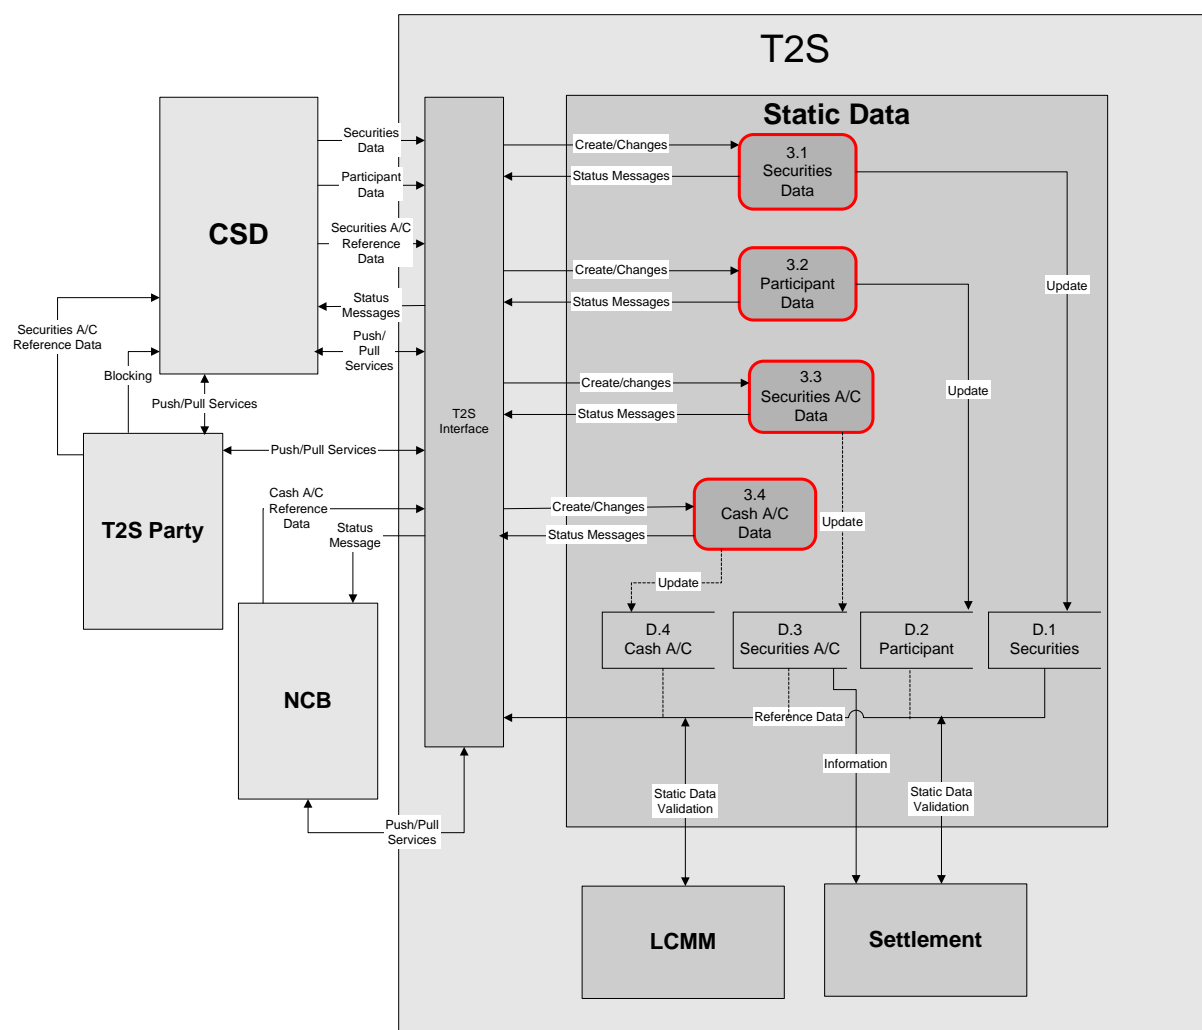 T2S
Static Data
CSD
Securities
Data
Participant
Data
Securities A/C
Reference
Data
Status
Messages
Push/
Pull
Services
Securities A/C
Reference Data
Blocking
Push/Pull Services
T2S Party
Push/Pull Services
Cash A/C
Reference
Data
Status
Message
NCB
Push/Pull
Services
T2S
Interface
Create/Changes
Status Messages
3.1
Securities
Data
Update
Create/Changes
Status Messages
3.2
Participant
Data
Update
Create/changes
Status Messages
3.3
Securities A/C
Data
Update
Create/Changes
Status Messages
3.4
Cash A/C
Data
Update
D.4
Cash A/C
D.3
Securities A/C
D.2
Participant
D.1
Securities
Reference Data
Information
Static Data
Validation
Static Data
Validation
LCMM
Settlement